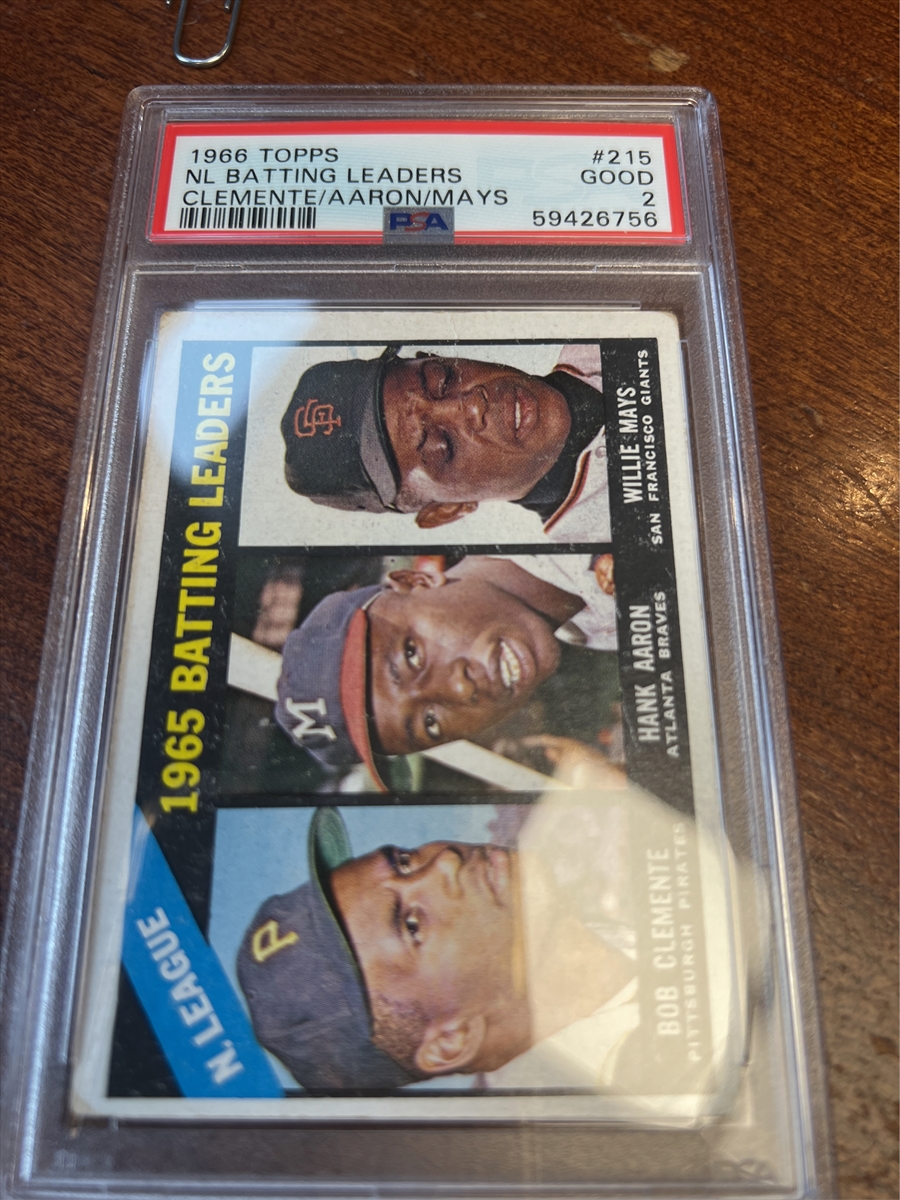 1966 TOPPS #215
NL BATTING LEADERS GOOD
CLEMENTE/AARON/MAYS 2
PSA 59426756
1965 BATTING LEADERS
N. LEAGUE
SF
WILLIE MAYS
SAN FRANCISCO GIANTS
M
HANK AARON
ATLANTA BRAVES
P
BOB CLEMENTE
PITTSBURGH PIRATES